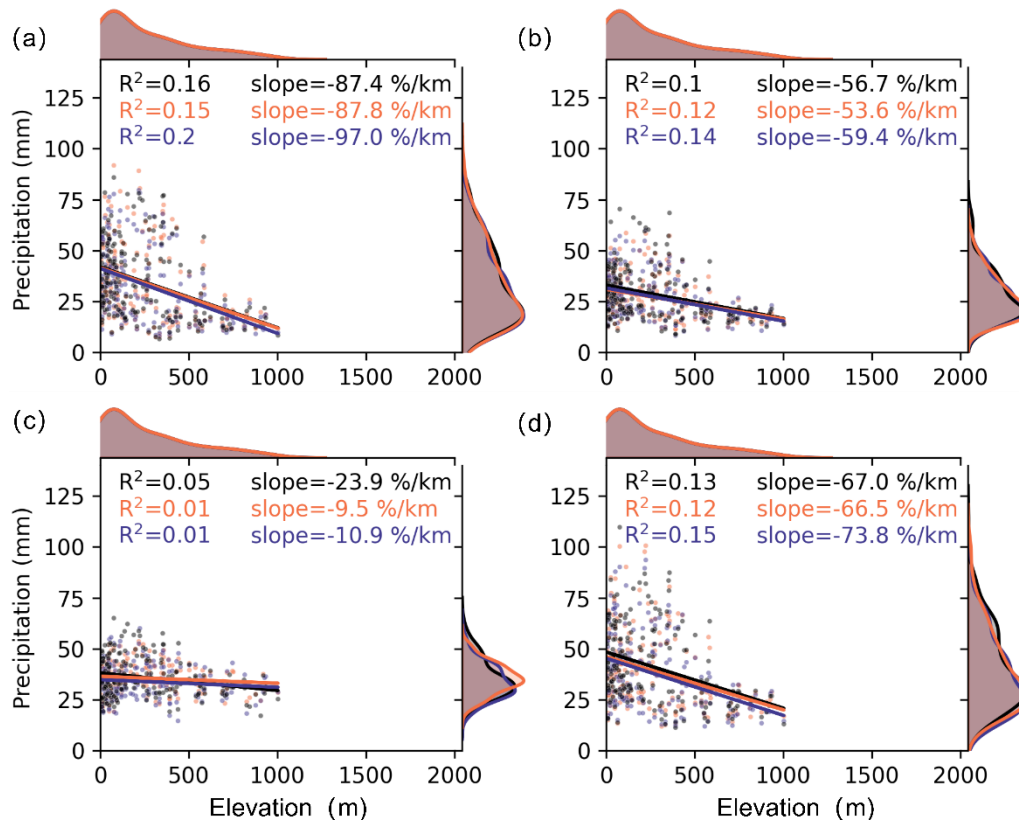 (a)
R²=0.16 slope=-87.4 %/km
R²=0.15 slope=-87.8 %/km
R²=0.2 slope=-97.0 %/km
Precipitation (mm)
125
100
75
50
25
0
0 500 1000 1500 2000
(b)
R²=0.1 slope=-56.7 %/km
R²=0.12 slope=-53.6 %/km
R²=0.14 slope=-59.4 %/km
125
100
75
50
25
0
0 500 1000 1500 2000
(c)
R²=0.05 slope=-23.9 %/km
R²=0.01 slope=-9.5 %/km
R²=0.01 slope=-10.9 %/km
Precipitation (mm)
125
100
75
50
25
0
0 500 1000 1500 2000
Elevation (m)
(d)
R²=0.13 slope=-67.0 %/km
R²=0.12 slope=-66.5 %/km
R²=0.15 slope=-73.8 %/km
125
100
75
50
25
0
0 500 1000 1500 2000
Elevation (m)